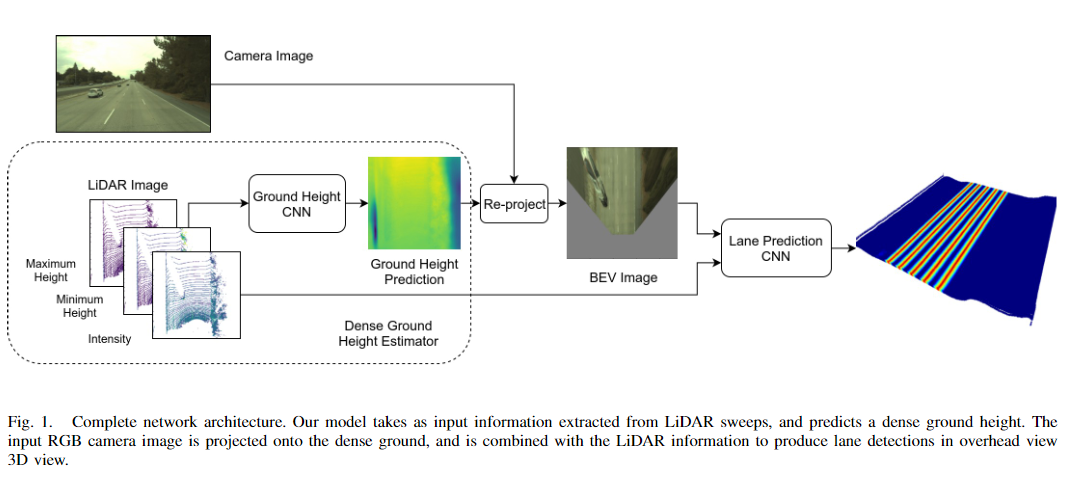 Camera Image
LiDAR Image
Maximum
Height
Minimum
Height
Intensity
Ground Height
CNN
Ground Height
Prediction
Dense Ground
Height Estimator
Re-project
BEV Image
Lane Prediction
CNN
Fig. 1. Complete network architecture. Our model takes as input information extracted from LiDAR sweeps, and predicts a dense ground height. The
input RGB camera image is projected onto the dense ground, and is combined with the LiDAR information to produce lane detections in overhead view
3D view.